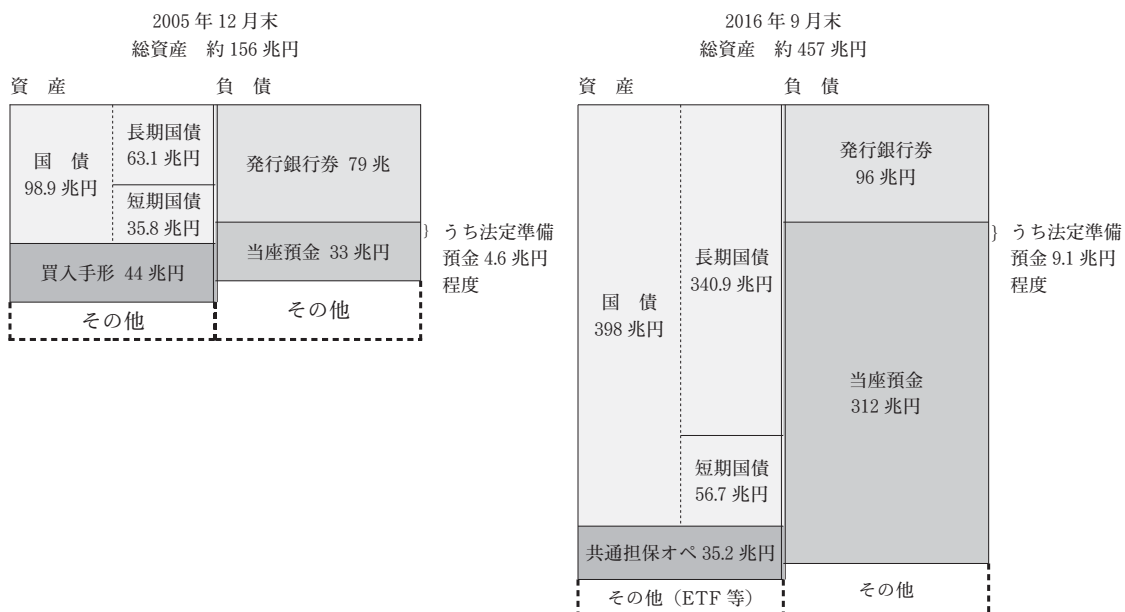 2005 年 12 月末
総資産　約 156 兆円
資　産
負　債
国　債
98.9 兆円
長期国債
63.1 兆円
短期国債
35.8 兆円
買入手形 44 兆円
その他
発行銀行券 79 兆
当座預金 33 兆円
その他
} うち法定準備
預金 4.6 兆円
程度
2016 年 9 月末
総資産　約 457 兆円
資　産
負　債
国　債
398 兆円
長期国債
340.9 兆円
短期国債
56.7 兆円
共通担保オペ 35.2 兆円
その他（ETF 等）
発行銀行券
96 兆円
当座預金
312 兆円
その他
} うち法定準備
預金 9.1 兆円
程度